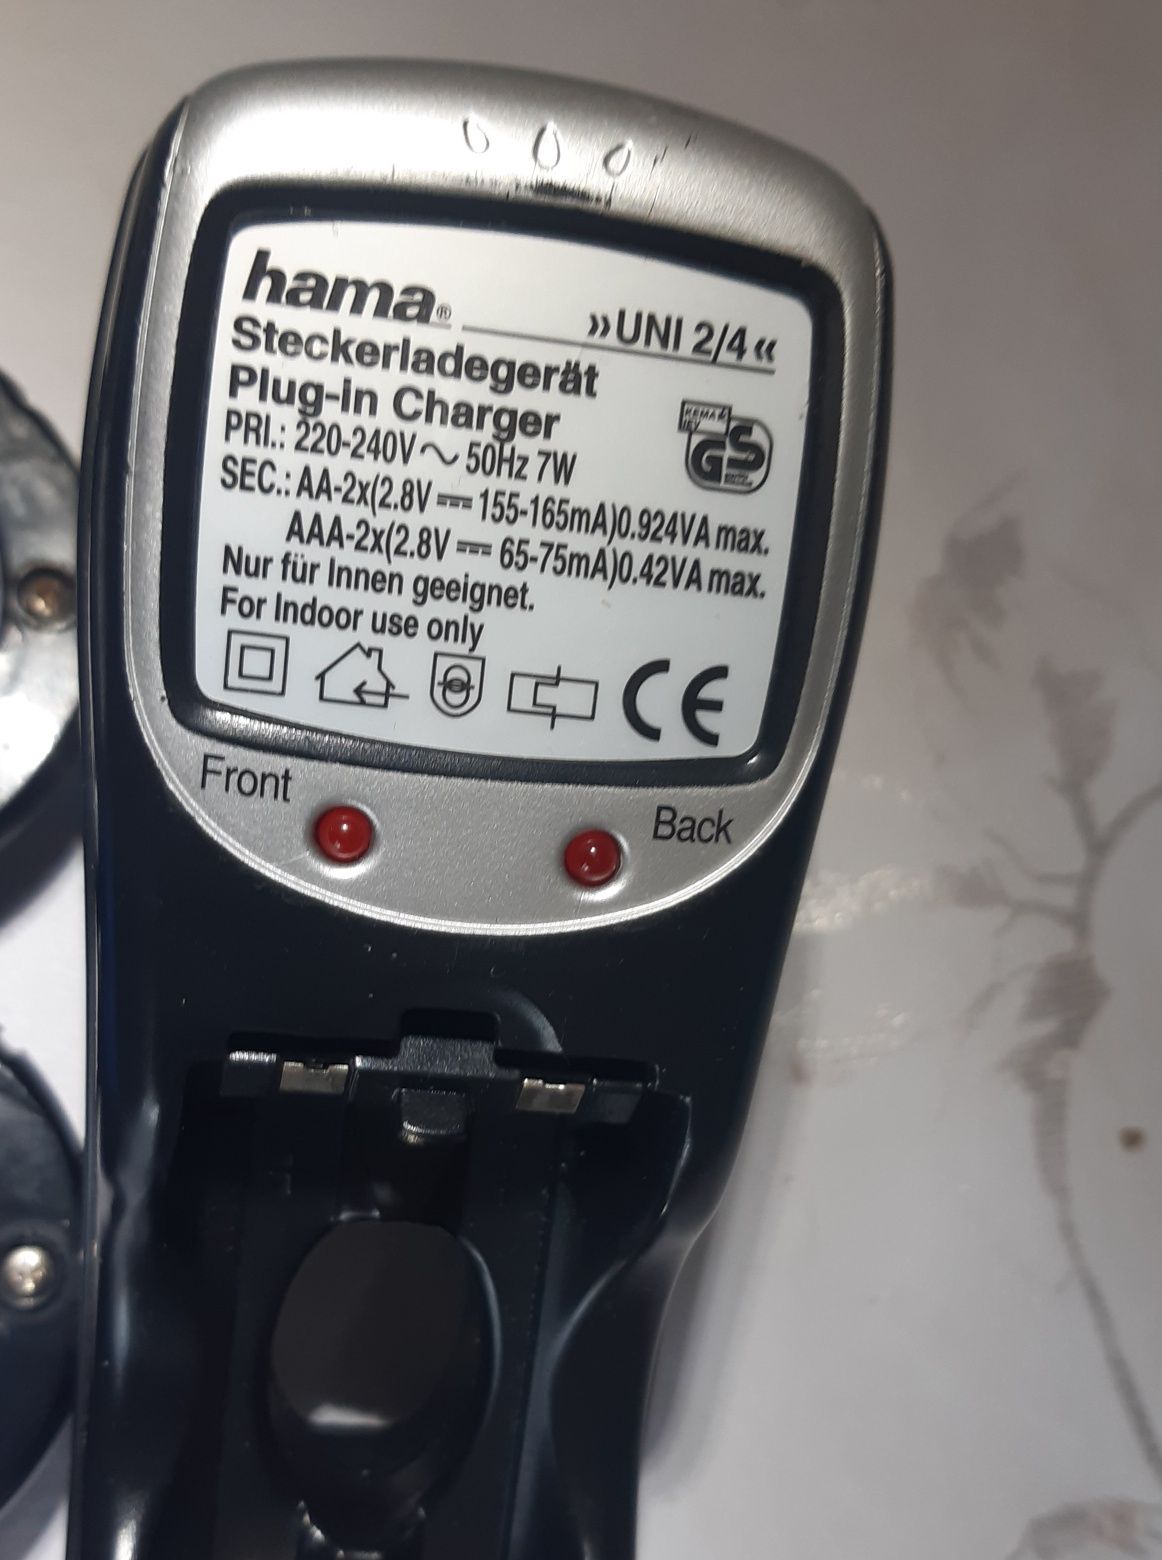 hama®
»UNI 2/4«
Steckerladegerät
Plug-in Charger
PRI.: 220-240V~ 50Hz 7W
SEC.: AA-2x(2.8V⎓155-165mA)0.924VA max.
AAA-2x(2.8V⎓65-75mA)0.42VA max.
Nur für Innen geeignet.
For Indoor use only
KEMA
GS
CE
Front
Back